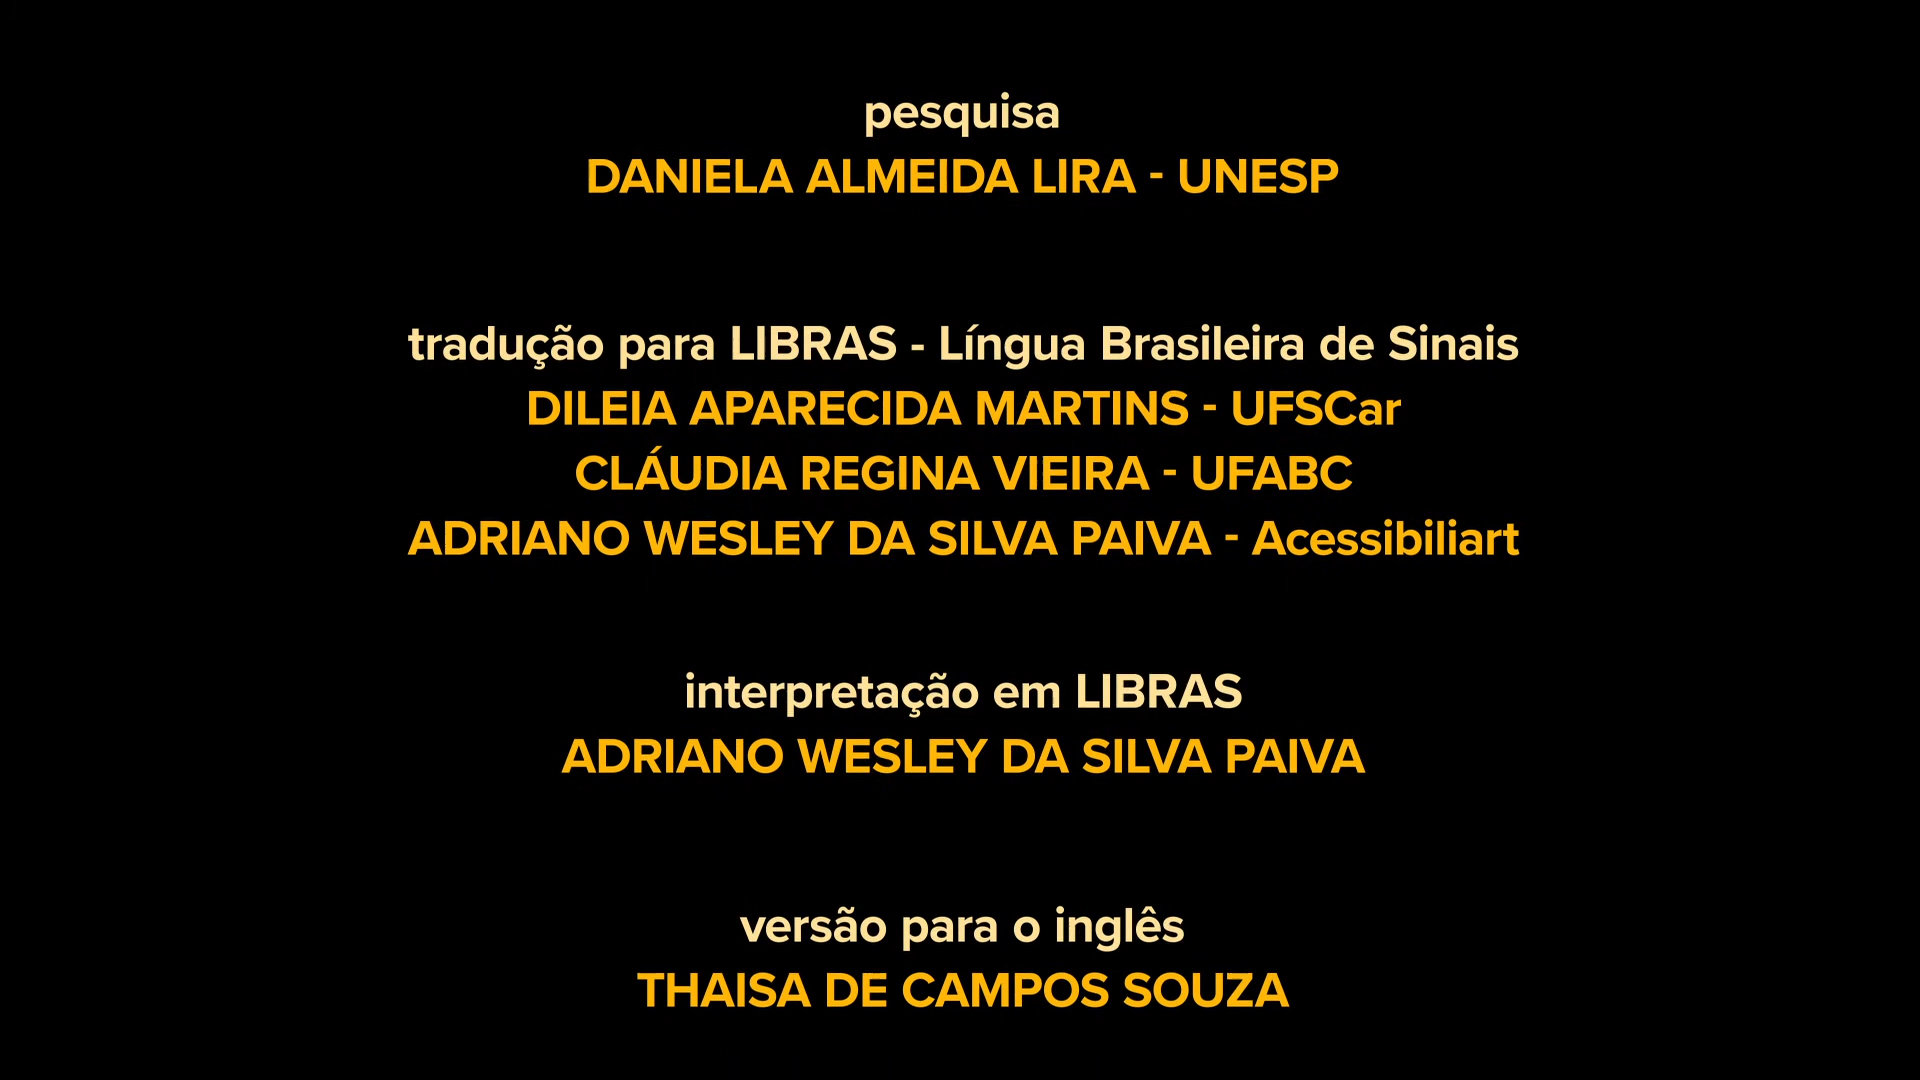 pesquisa
DANIELA ALMEIDA LIRA - UNESP
tradução para LIBRAS - Língua Brasileira de Sinais
DILEIA APARECIDA MARTINS - UFSCar
CLÁUDIA REGINA VIEIRA - UFABC
ADRIANO WESLEY DA SILVA PAIVA - Acessibiliart
interpretação em LIBRAS
ADRIANO WESLEY DA SILVA PAIVA
versão para o inglês
THAISA DE CAMPOS SOUZA